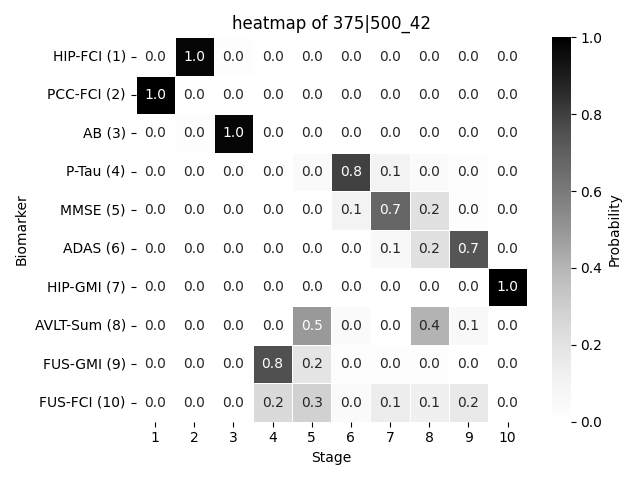 heatmap of 375|500_42
HIP-FCI (1) 0.0 1.0 0.0 0.0 0.0 0.0 0.0 0.0 0.0 0.0
PCC-FCI (2) 1.0 0.0 0.0 0.0 0.0 0.0 0.0 0.0 0.0 0.0
AB (3) 0.0 0.0 1.0 0.0 0.0 0.0 0.0 0.0 0.0 0.0
P-Tau (4) 0.0 0.0 0.0 0.0 0.0 0.8 0.1 0.0 0.0 0.0
MMSE (5) 0.0 0.0 0.0 0.0 0.0 0.1 0.7 0.2 0.0 0.0
ADAS (6) 0.0 0.0 0.0 0.0 0.0 0.0 0.1 0.2 0.7 0.0
HIP-GMI (7) 0.0 0.0 0.0 0.0 0.0 0.0 0.0 0.0 0.0 1.0
AVLT-Sum (8) 0.0 0.0 0.0 0.0 0.5 0.0 0.0 0.4 0.1 0.0
FUS-GMI (9) 0.0 0.0 0.0 0.8 0.2 0.0 0.0 0.0 0.0 0.0
FUS-FCI (10) 0.0 0.0 0.0 0.2 0.3 0.0 0.1 0.1 0.2 0.0
1 2 3 4 5 6 7 8 9 10
Stage
Biomarker
1.0
0.8
0.6
0.4
0.2
0.0
Probability